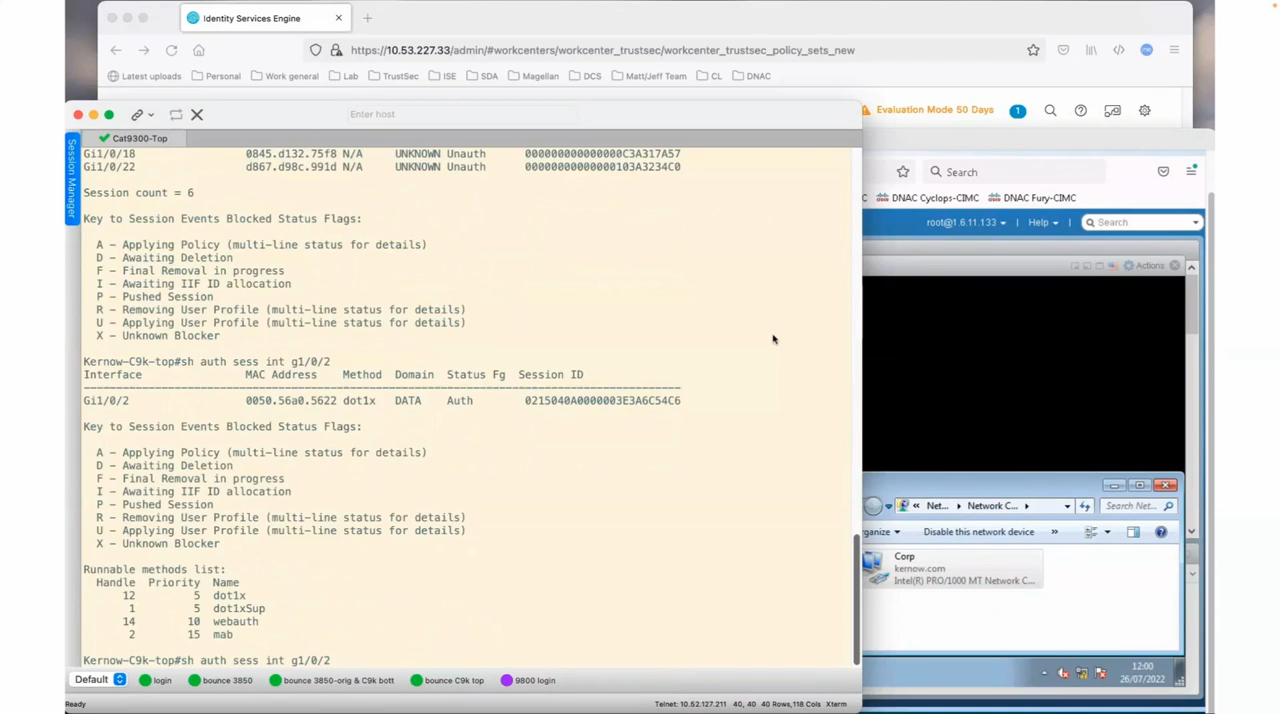 Identity Services Engine
https://10.53.227.33/admin/#workcenters/workcenter_trustsec/workcenter_trustsec_policy_sets_new
Latest uploads Personal Work general Lab TrustSec ISE SDA Magellan DCS Matt/Jeff Team CL DNAC
Enter host
Evaluation Mode 50 Days 1
Cat9300-Top
Session Manager
Gi1/0/18 0845.d132.75f8 N/A UNKNOWN Unauth 000000000000000C3A317A57
Gi1/0/22 d867.d98c.991d N/A UNKNOWN Unauth 000000000000000103A3234C0
Session count = 6
Key to Session Events Blocked Status Flags:
A - Applying Policy (multi-line status for details)
D - Awaiting Deletion
F - Final Removal in progress
I - Awaiting IIF ID allocation
P - Pushed Session
R - Removing User Profile (multi-line status for details)
U - Applying User Profile (multi-line status for details)
X - Unknown Blocker
Kernow-C9k-top#sh auth sess int g1/0/2
Interface MAC Address Method Domain Status Fg Session ID
--------------------------------------------------------------------------------------------
Gi1/0/2 0050.56a0.5622 dot1x DATA Auth 0215040A0000003E3A6C54C6
Key to Session Events Blocked Status Flags:
A - Applying Policy (multi-line status for details)
D - Awaiting Deletion
F - Final Removal in progress
I - Awaiting IIF ID allocation
P - Pushed Session
R - Removing User Profile (multi-line status for details)
U - Applying User Profile (multi-line status for details)
X - Unknown Blocker
Runnable methods list:
Handle Priority Name
12 5 dot1x
1 5 dot1xSup
14 10 webauth
2 15 mab
Kernow-C9k-top#sh auth sess int g1/0/2
Default login bounce 3850 bounce 3850-orig & C9k bott bounce C9k top 9800 login
Ready Telnet: 10.52.127.211 40, 40 40 Rows,118 Cols Xterm
Search
C DNAC Cyclops-CIMC DNAC Fury-CIMC
root@1.6.11.133 | Help | Search
Actions
« Net... Network C... Search Net...
rganize Disable this network device »
Corp
kernow.com
Intel(R) PRO/1000 MT Network C...
12:00
26/07/2022